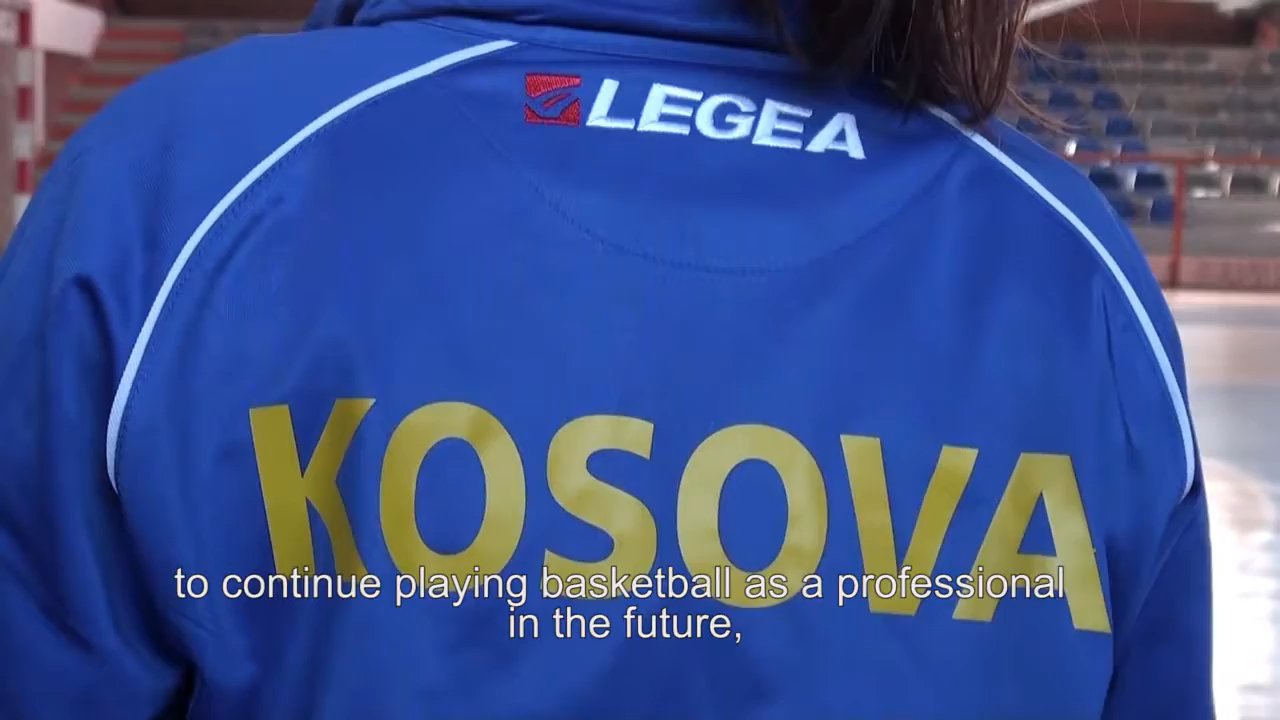 LEGEA
KOSOVA
to continue playing basketball as a professional
in the future,